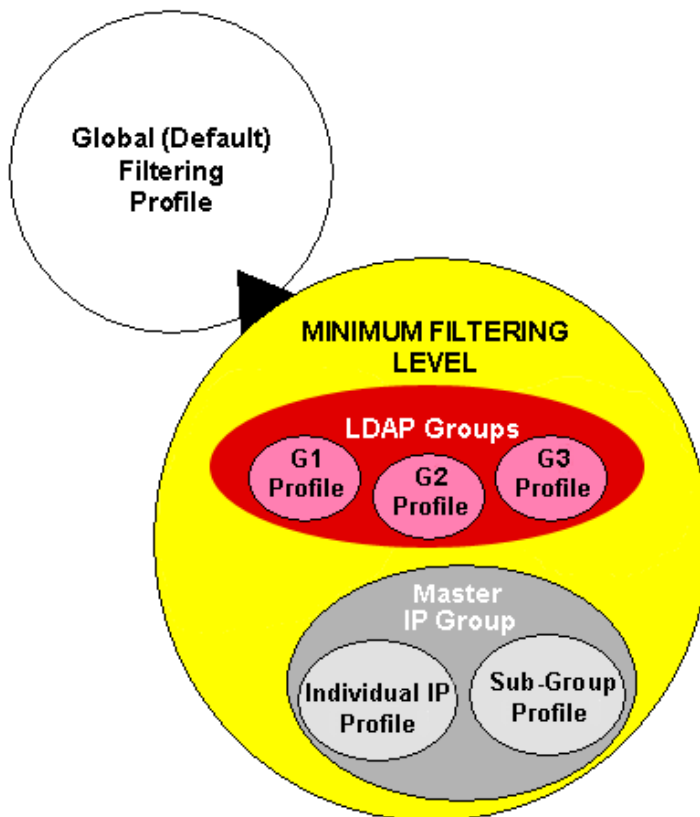 Global (Default)
Filtering
Profile
MINIMUM FILTERING
LEVEL
LDAP Groups
G1
Profile
G2
Profile
G3
Profile
Master
IP Group
Individual IP
Profile
Sub-Group
Profile